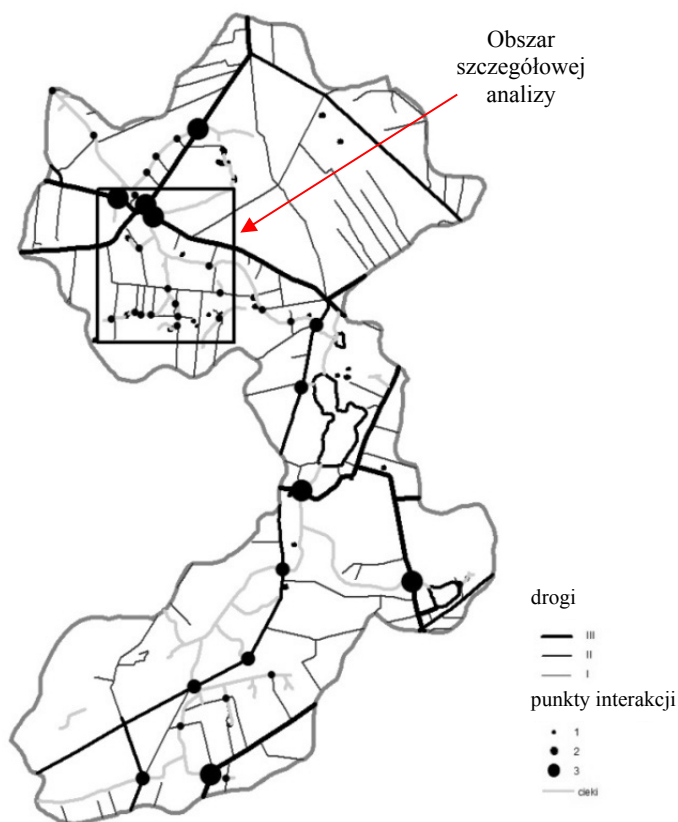 Obszar
szczegółowej
analizy
drogi
III
II
I
punkty interakcji
1
2
3
cieki